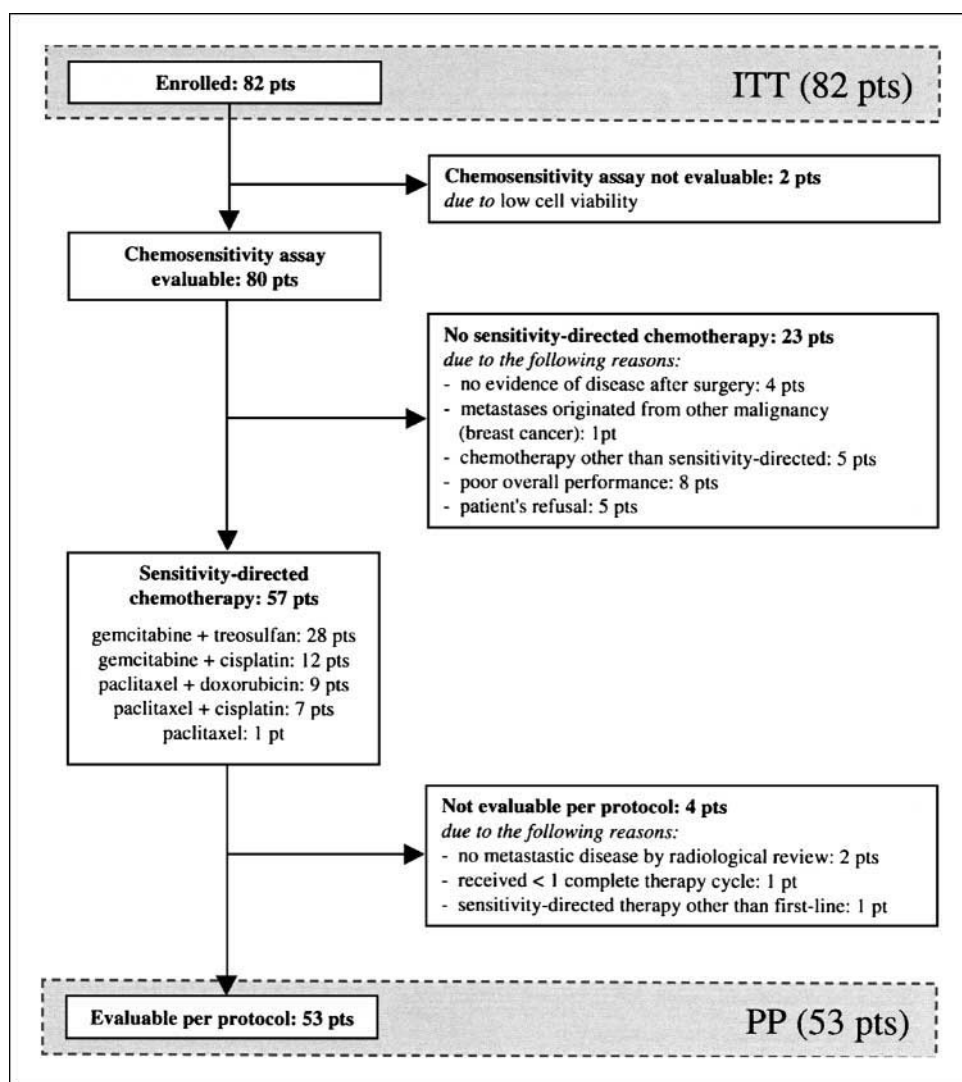 Enrolled: 82 pts
ITT (82 pts)
Chemosensitivity assay not evaluable: 2 pts
due to low cell viability
Chemosensitivity assay
evaluable: 80 pts
No sensitivity-directed chemotherapy: 23 pts
due to the following reasons:
- no evidence of disease after surgery: 4 pts
- metastases originated from other malignancy
(breast cancer): 1pt
- chemotherapy other than sensitivity-directed: 5 pts
- poor overall performance: 8 pts
- patient's refusal: 5 pts
Sensitivity-directed
chemotherapy: 57 pts
gemcitabine + treosulfan: 28 pts
gemcitabine + cisplatin: 12 pts
paclitaxel + doxorubicin: 9 pts
paclitaxel + cisplatin: 7 pts
paclitaxel: 1 pt
Not evaluable per protocol: 4 pts
due to the following reasons:
- no metastastic disease by radiological review: 2 pts
- received < 1 complete therapy cycle: 1 pt
- sensitivity-directed therapy other than first-line: 1 pt
Evaluable per protocol: 53 pts
PP (53 pts)